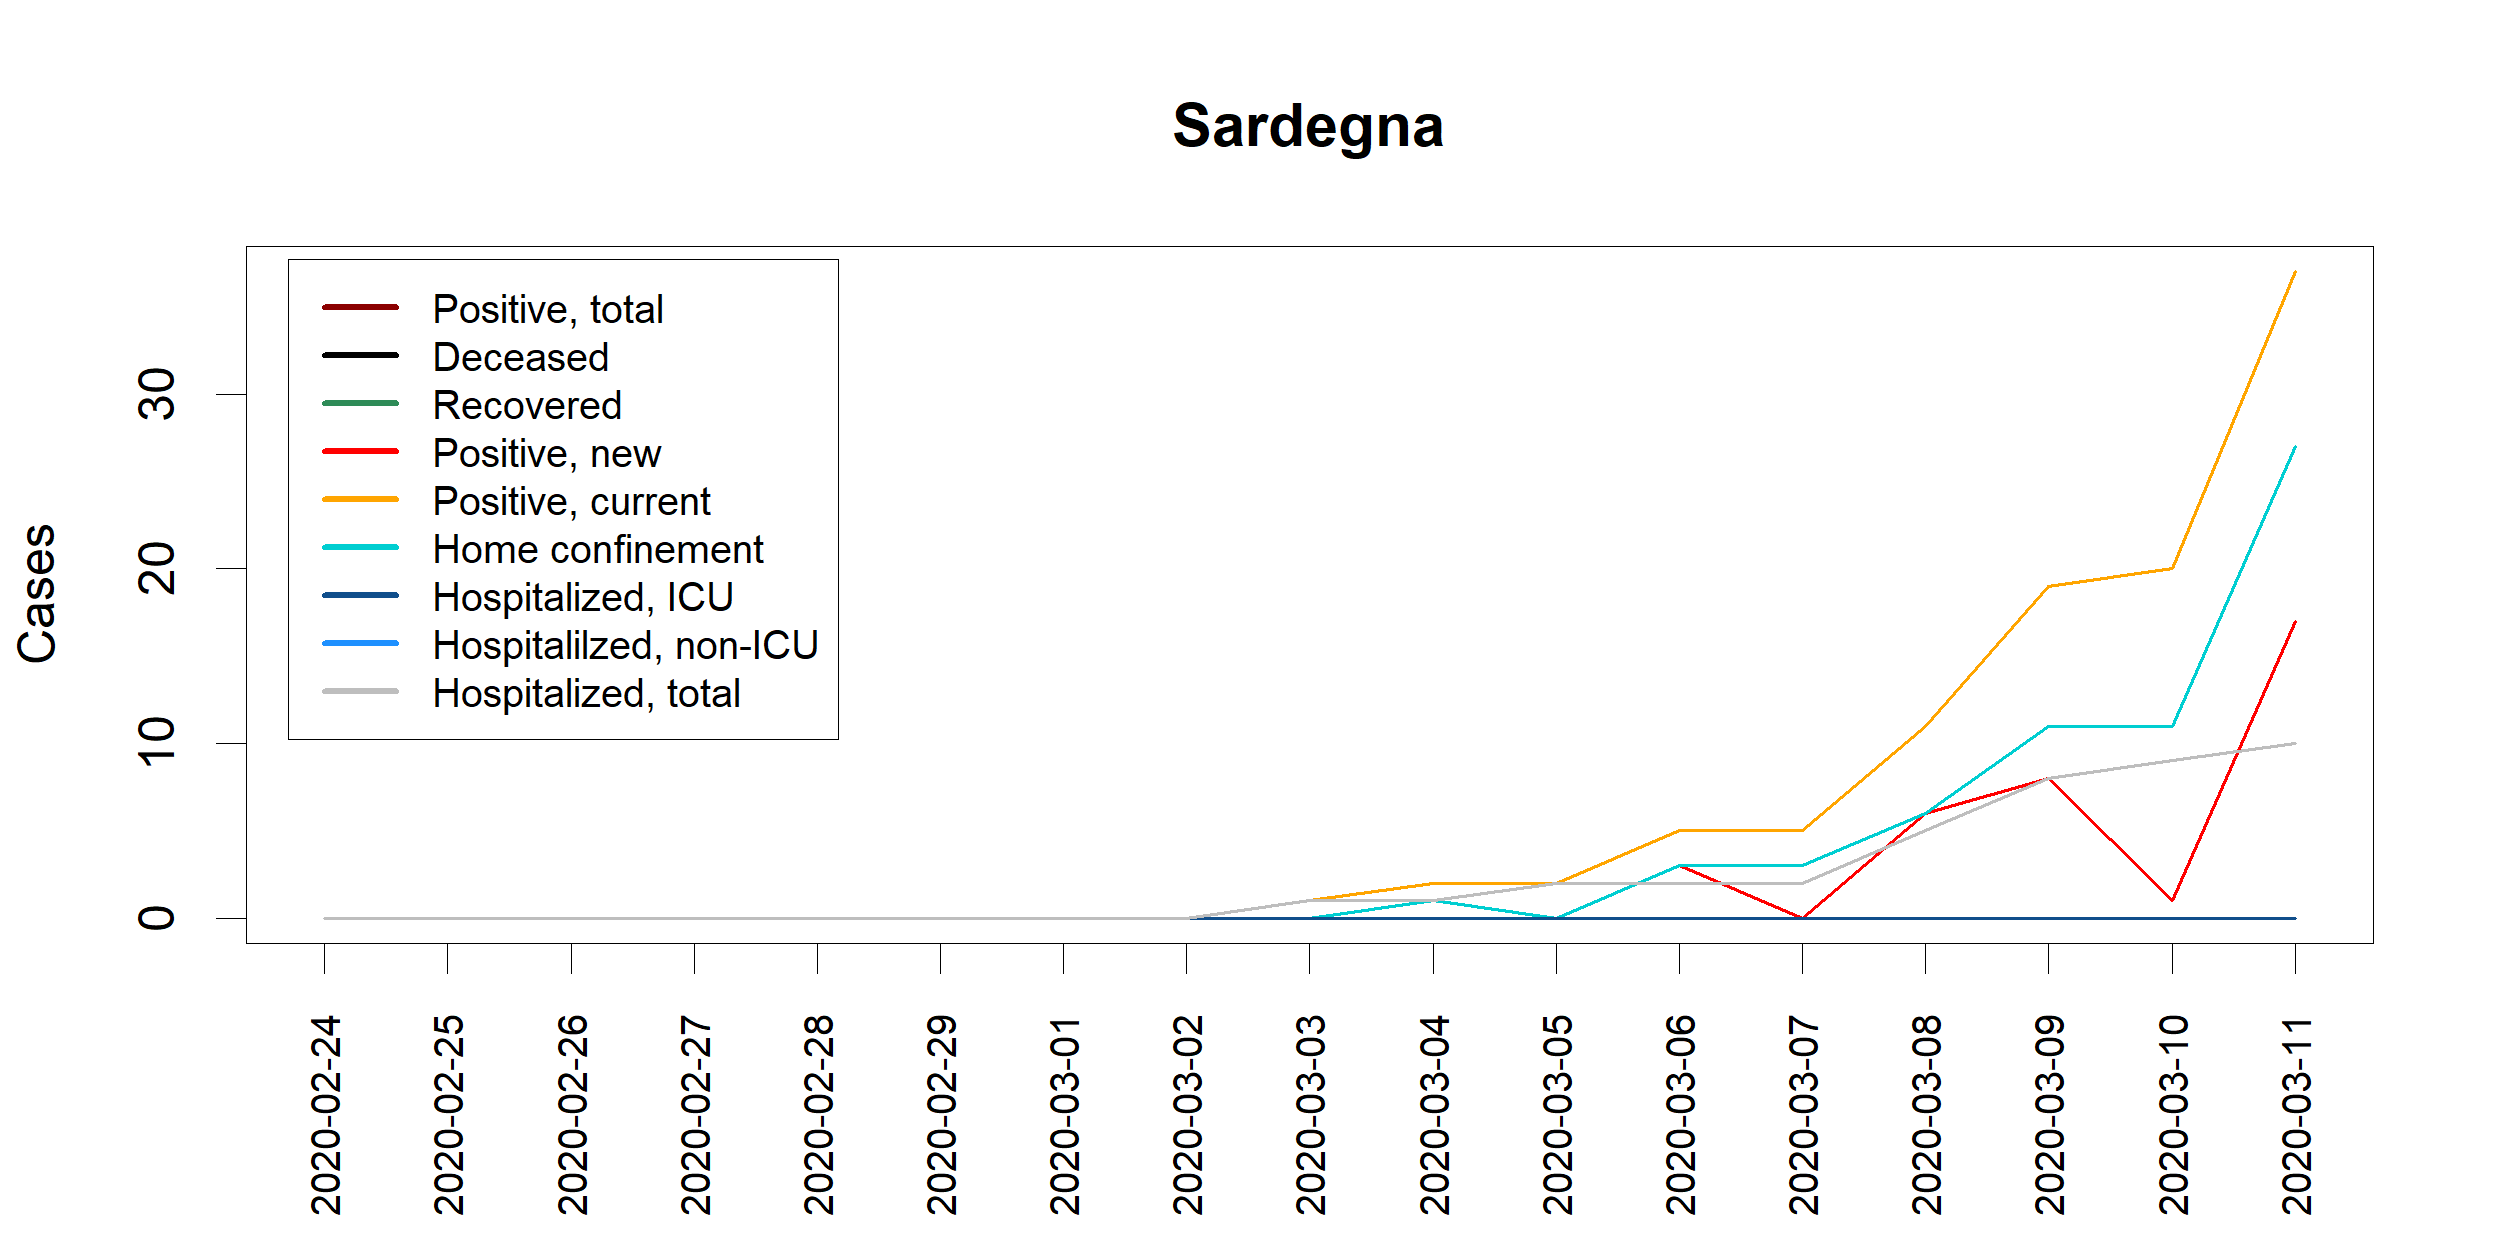 Sardegna
Cases
30
20
10
0
Positive, total
Deceased
Recovered
Positive, new
Positive, current
Home confinement
Hospitalized, ICU
Hospitalilzed, non-ICU
Hospitalized, total
2020-02-24
2020-02-25
2020-02-26
2020-02-27
2020-02-28
2020-02-29
2020-03-01
2020-03-02
2020-03-03
2020-03-04
2020-03-05
2020-03-06
2020-03-07
2020-03-08
2020-03-09
2020-03-10
2020-03-11